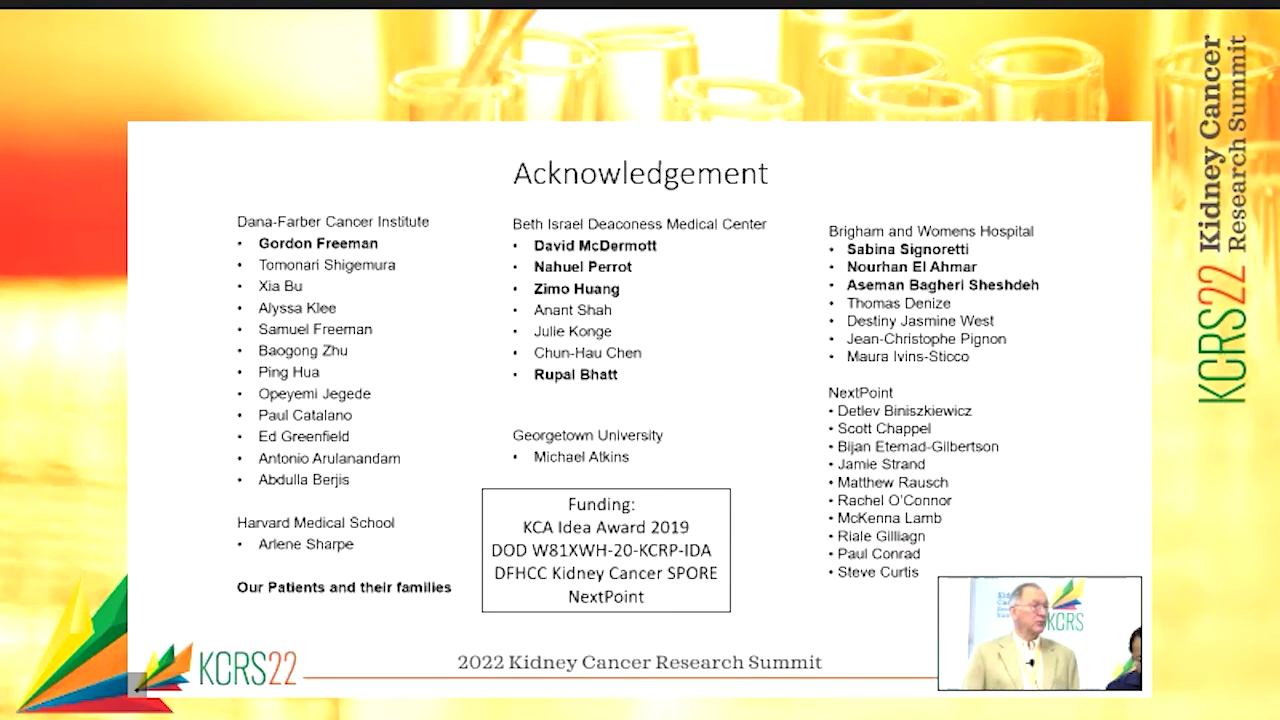 Acknowledgement
Dana-Farber Cancer Institute
• Gordon Freeman
• Tomonari Shigemura
• Xia Bu
• Alyssa Klee
• Samuel Freeman
• Baogong Zhu
• Ping Hua
• Opeyemi Jegede
• Paul Catalano
• Ed Greenfield
• Antonio Arulanandam
• Abdulla Berjis
Harvard Medical School
• Arlene Sharpe
Our Patients and their families
Beth Israel Deaconess Medical Center
• David McDermott
• Nahuel Perrot
• Zimo Huang
• Anant Shah
• Julie Konge
• Chun-Hau Chen
• Rupal Bhatt
Georgetown University
• Michael Atkins
Funding:
KCA Idea Award 2019
DOD W81XWH-20-KCRP-IDA
DFHCC Kidney Cancer SPORE
NextPoint
Brigham and Womens Hospital
• Sabina Signoretti
• Nourhan El Ahmar
• Aseman Bagheri Sheshdeh
• Thomas Denize
• Destiny Jasmine West
• Jean-Christophe Pignon
• Maura Ivins-Sticco
NextPoint
• Detlev Biniszkiewicz
• Scott Chappel
• Bijan Etemad-Gilbertson
• Jamie Strand
• Matthew Rausch
• Rachel O'Connor
• McKenna Lamb
• Riale Gilliagn
• Paul Conrad
• Steve Curtis
KCRS22
2022 Kidney Cancer Research Summit
KCRS
KCRS22 Kidney Cancer
Research Summit